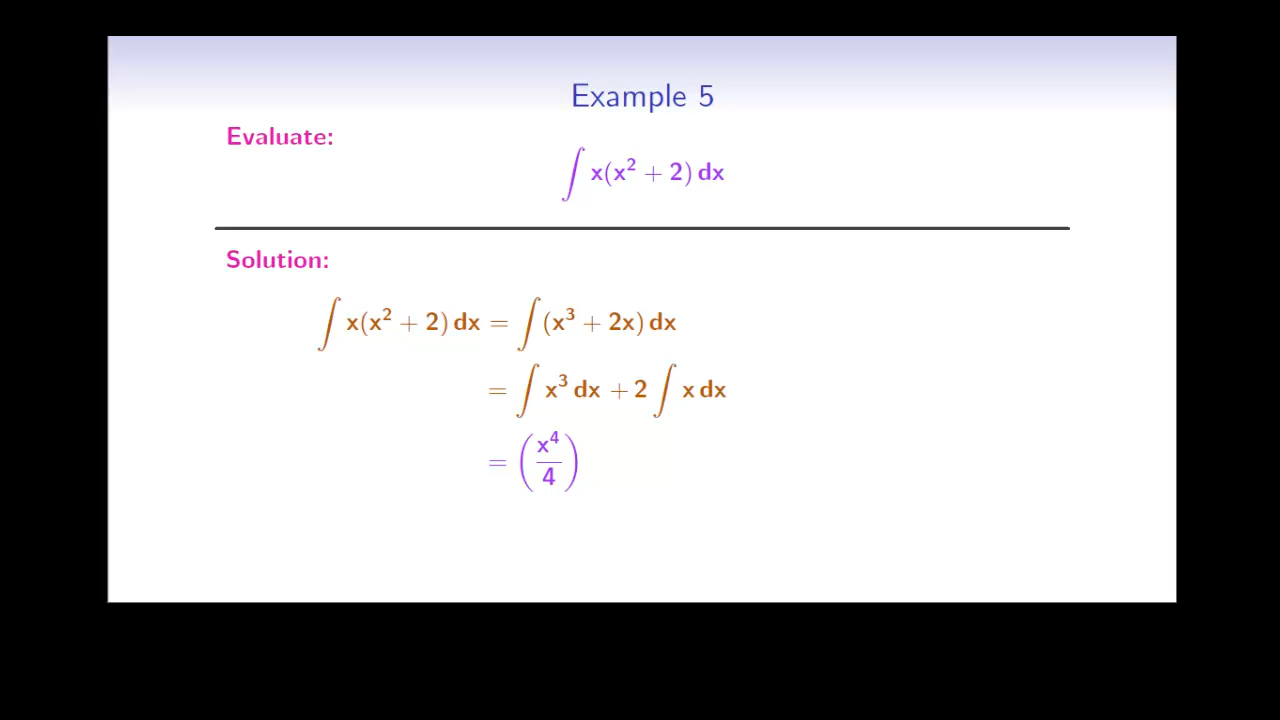 Example 5
Evaluate:
∫ x(x² + 2) dx
Solution:
∫ x(x² + 2) dx = ∫ (x³ + 2x) dx
= ∫ x³ dx + 2 ∫ x dx
= (x⁴/4)